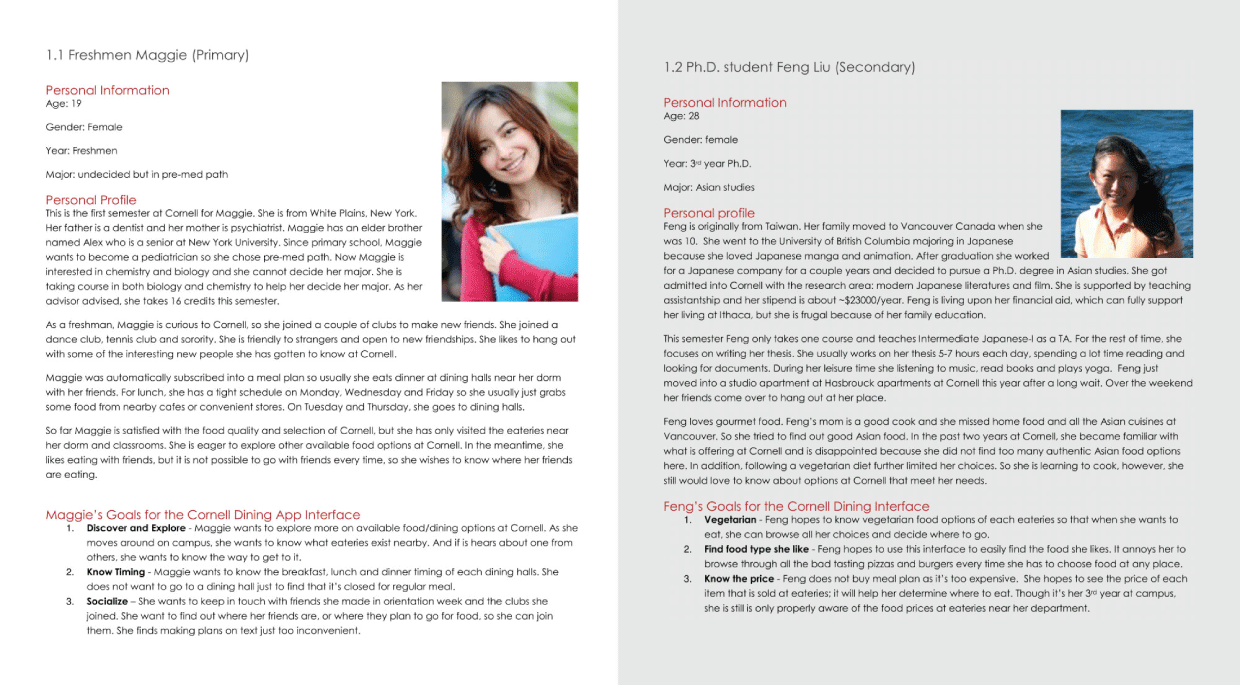 1.1 Freshmen Maggie (Primary)
Personal Information
Age: 19
Gender: Female
Year: Freshmen
Major: undecided but in pre-med path
Personal Profile
This is the first semester at Cornell for Maggie. She is from White Plains, New York.
Her father is a dentist and her mother is psychiatrist. Maggie has an elder brother
named Alex who is a senior at New York University. Since primary school, Maggie
wants to become a pediatrician so she chose pre-med path. Now Maggie is
interested in chemistry and biology and she cannot decide her major. She is
taking course in both biology and chemistry to help her decide her major. As her
advisor advised, she takes 16 credits this semester.
As a freshman, Maggie is curious to Cornell, so she joined a couple of clubs to make new friends. She joined a
dance club, tennis club and sorority. She is friendly to strangers and open to new friendships. She likes to hang out
with some of the interesting new people she has gotten to know at Cornell.
Maggie was automatically subscribed into a meal plan so usually she eats dinner at dining halls near her dorm
with her friends. For lunch, she has a tight schedule on Monday, Wednesday and Friday so she usually just grabs
some food from nearby cafes or convenient stores. On Tuesday and Thursday, she goes to dining halls.
So far Maggie is satisfied with the food quality and selection of Cornell, but she has only visited the eateries near
her dorm and classrooms. She is eager to explore other available food options at Cornell. In the meantime, she
likes eating with friends, but it is not possible to go with friends every time, so she wishes to know where her friends
are eating.
Maggie's Goals for the Cornell Dining App Interface
1. Discover and Explore - Maggie wants to explore more on available food/dining options at Cornell. As she
moves around on campus, she wants to know what eateries exist nearby. And if is hears about one from
others, she wants to know the way to get to it.
2. Know Timing - Maggie wants to know the breakfast, lunch and dinner timing of each dining halls. She
does not want to go to a dining hall just to find that it's closed for regular meal.
3. Socialize – She wants to keep in touch with friends she made in orientation week and the clubs she
joined. She want to find out where her friends are, or where they plan to go for food, so she can join
them. She finds making plans on text just too inconvenient.
1.2 Ph.D. student Feng Liu (Secondary)
Personal Information
Age: 28
Gender: female
Year: 3rd year Ph.D.
Major: Asian studies
Personal profile
Feng is originally from Taiwan. Her family moved to Vancouver Canada when she
was 10. She went to the University of British Columbia majoring in Japanese
because she loved Japanese manga and animation. After graduation she worked
for a Japanese company for a couple years and decided to pursue a Ph.D. degree in Asian studies. She got
admitted into Cornell with the research area: modern Japanese literatures and film. She is supported by teaching
assistantship and her stipend is about ~$23000/year. Feng is living upon her financial aid, which can fully support
her living at Ithaca, but she is frugal because of her family education.
This semester Feng only takes one course and teaches Intermediate Japanese-I as a TA. For the rest of time, she
focuses on writing her thesis. She usually works on her thesis 5-7 hours each day, spending a lot time reading and
looking for documents. During her leisure time she listening to music, read books and plays yoga. Feng just
moved into a studio apartment at Hasbrouck apartments at Cornell this year after a long wait. Over the weekend
her friends come over to hang out at her place.
Feng loves gourmet food. Feng's mom is a good cook and she missed home food and all the Asian cuisines at
Vancouver. So she tried to find out good Asian food. In the past two years at Cornell, she became familiar with
what is offering at Cornell and is disappointed because she did not find too many authentic Asian food options
here. In addition, following a vegetarian diet further limited her choices. So she is learning to cook, however, she
still would love to know about options at Cornell that meet her needs.
Feng's Goals for the Cornell Dining Interface
1. Vegetarian - Feng hopes to know vegetarian food options of each eateries so that when she wants to
eat, she can browse all her choices and decide where to go.
2. Find food type she like - Feng hopes to use this interface to easily find the food she likes. It annoys her to
browse through all the bad tasting pizzas and burgers every time she has to choose food at any place.
3. Know the price - Feng does not buy meal plan as it's too expensive. She hopes to see the price of each
item that is sold at eateries; it will help her determine where to eat. Though it's her 3rd year at campus,
she is still is only properly aware of the food prices at eateries near her department.